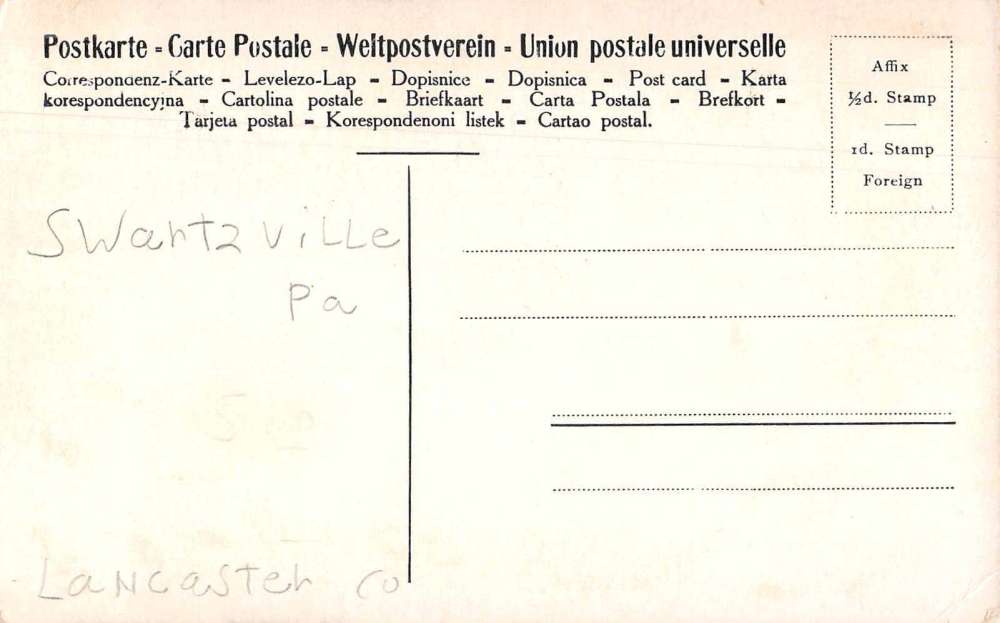 Postkarte - Carte Postale - Weltpostverein - Union postale universelle
Correspondenz-Karte - Levelezo-Lap - Dopisnice - Dopisnica - Post card - Karta
korespondencyjna - Cartolina postale - Briefkaart - Carta Postala - Brefkort -
Tarjeta postal - Korespondenoni listek - Cartao postal.
Affix
½d. Stamp
1d. Stamp
Foreign
Swartzville
Pa
Lancaster co